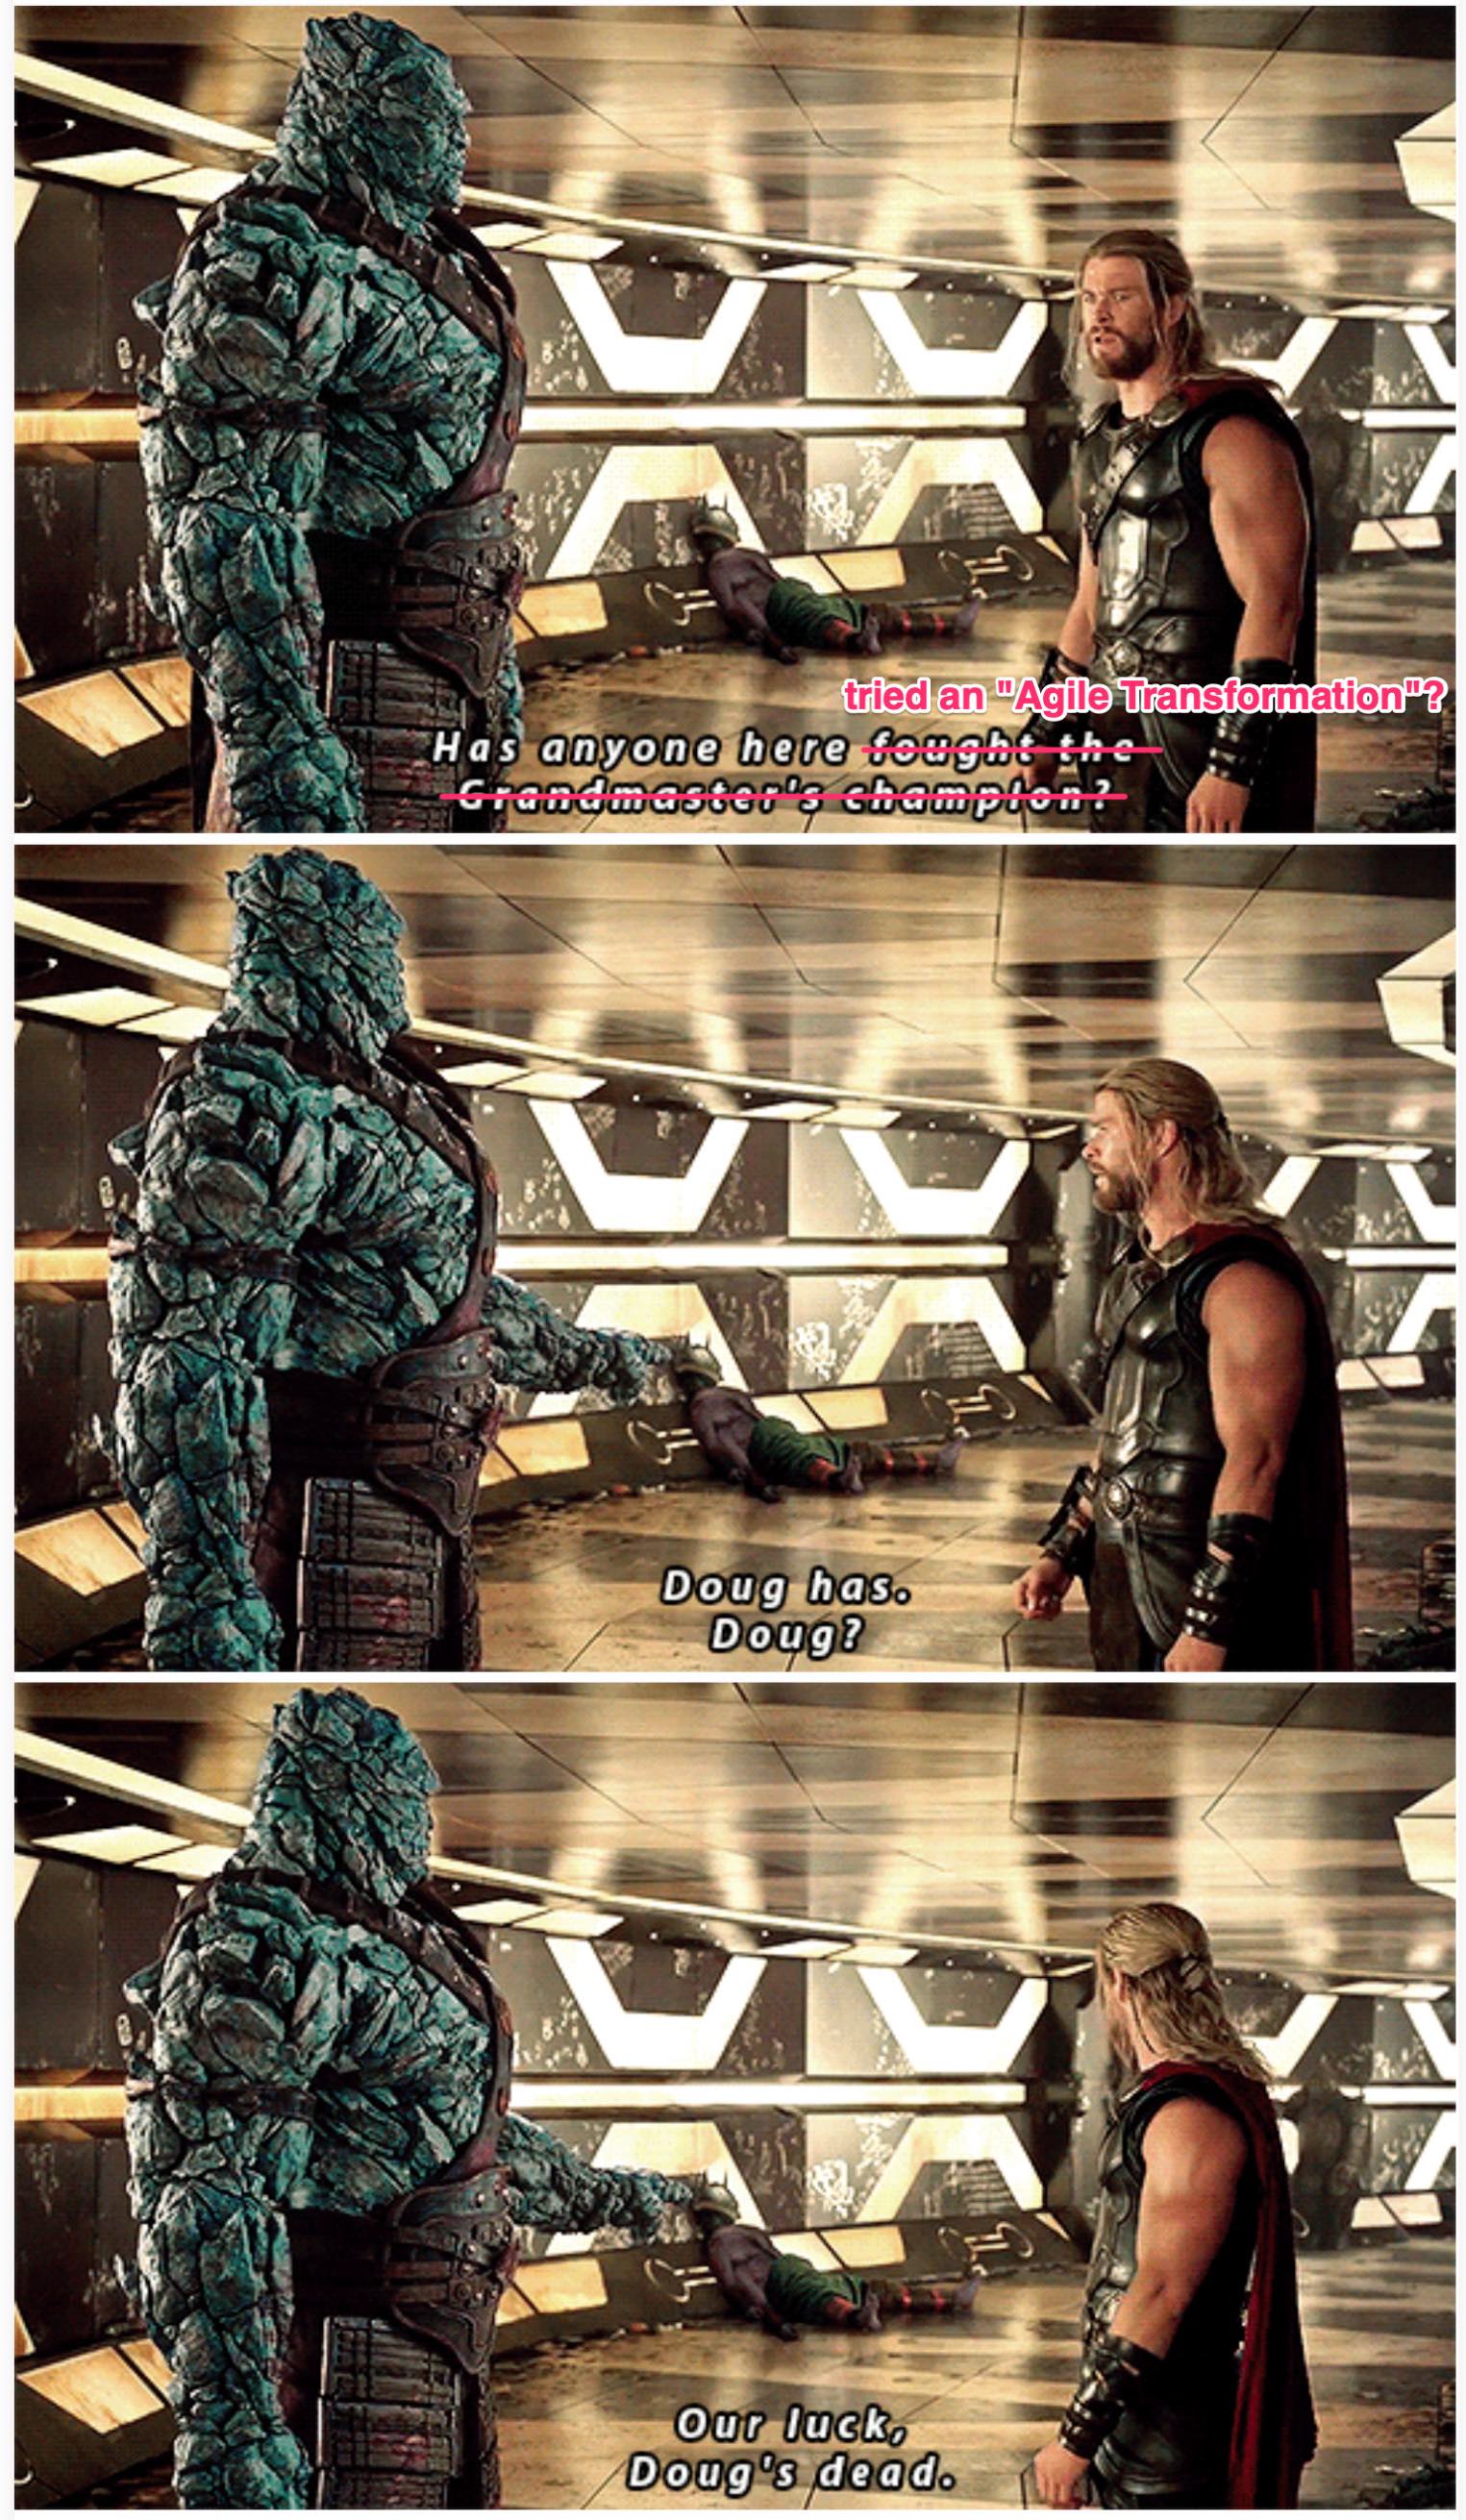 tried an "Agile Transformation"?
Has anyone here fought the
Grandmaster's champion?
Doug has.
Doug?
Our luck,
Doug's dead.